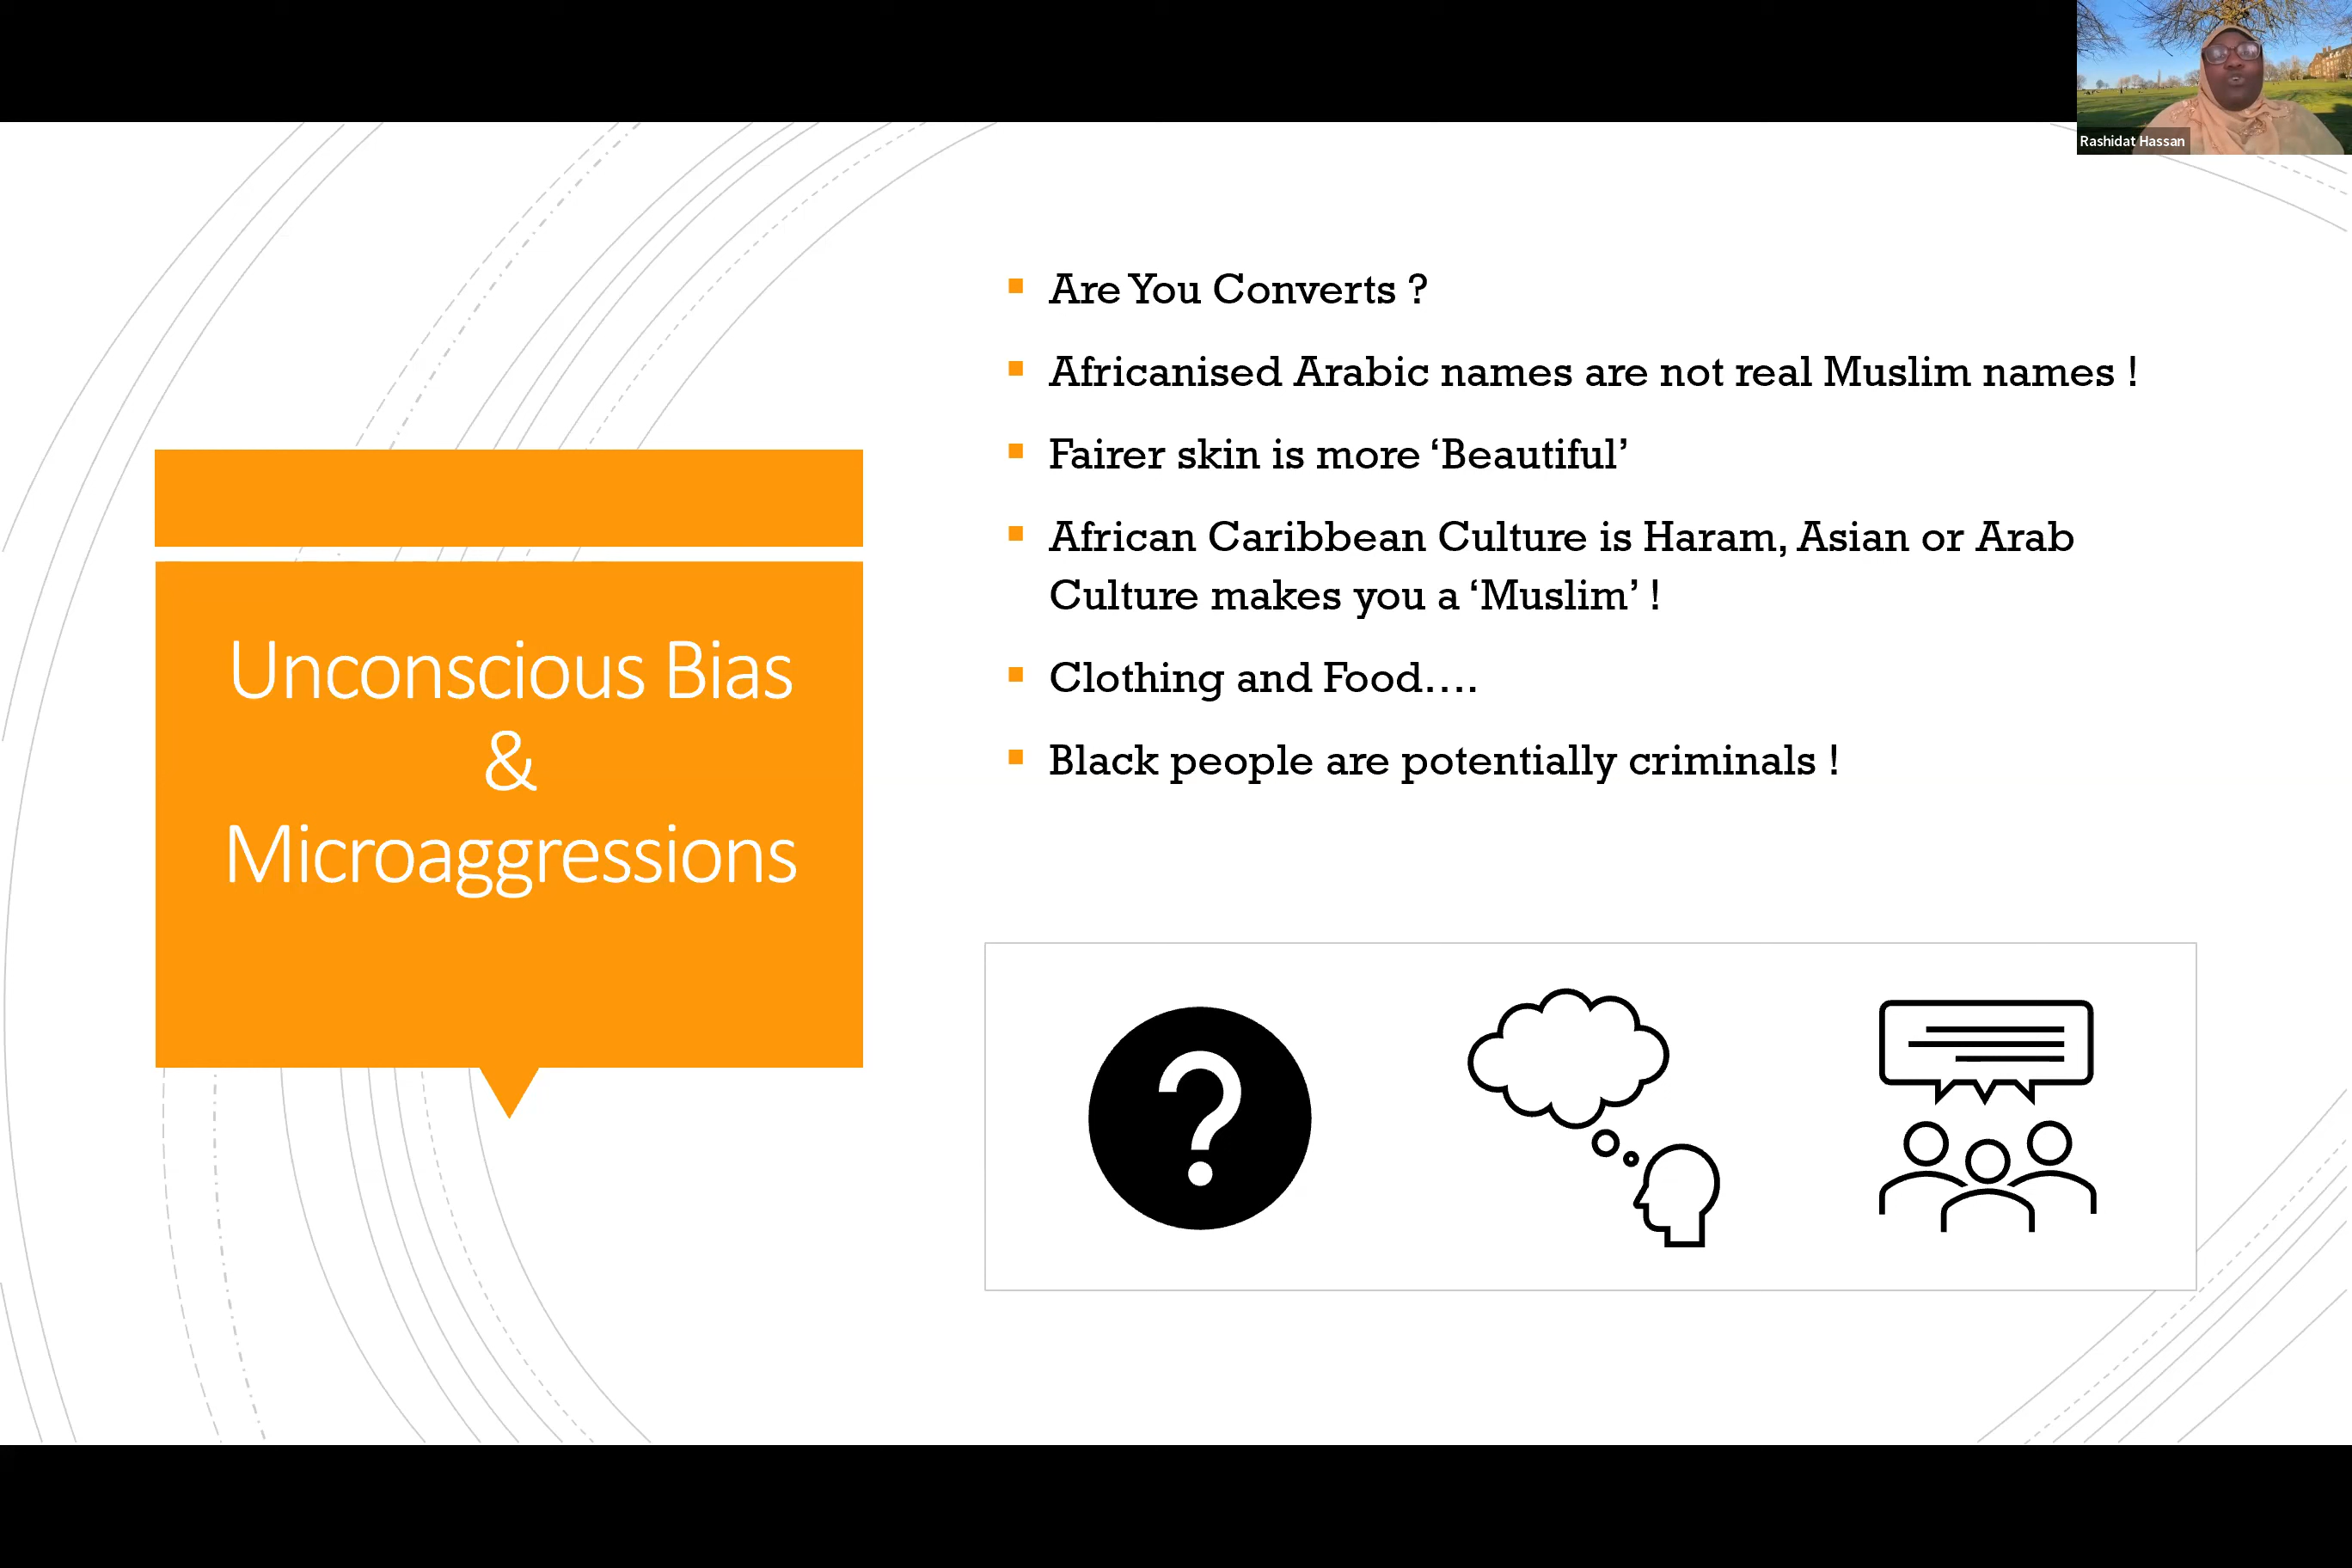 Rashidat Hassan
Unconscious Bias
&
Microaggressions
Are You Converts ?
Africanised Arabic names are not real Muslim names !
Fairer skin is more ‘Beautiful’
African Caribbean Culture is Haram, Asian or Arab
Culture makes you a ‘Muslim’ !
Clothing and Food....
Black people are potentially criminals !
?